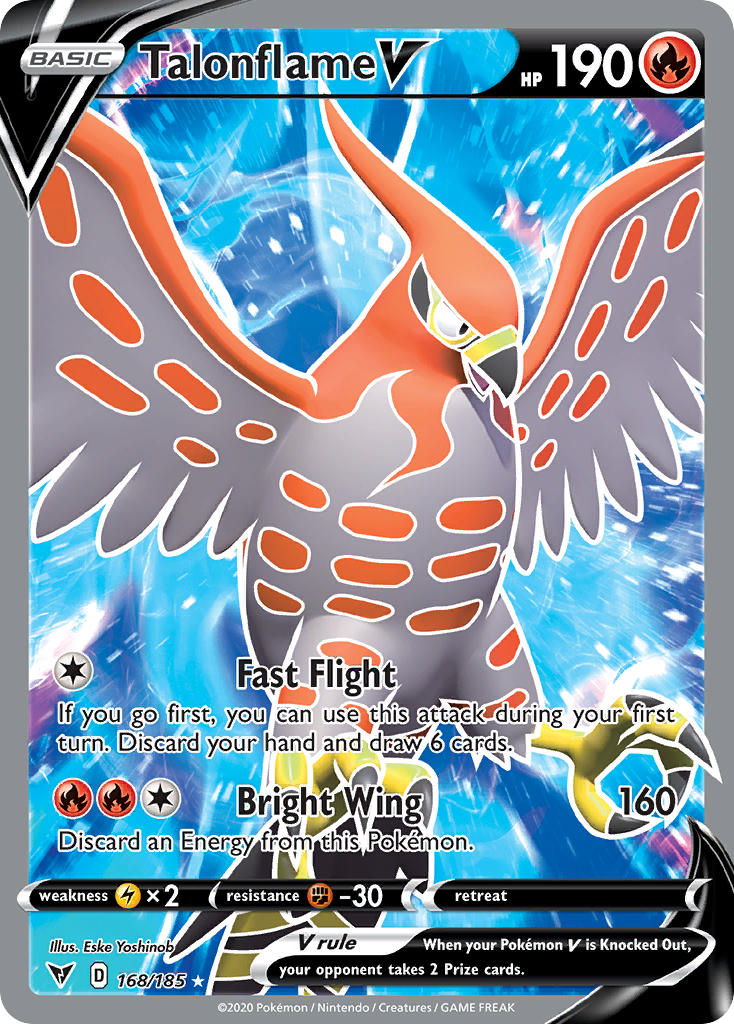 BASIC
Talonflame V
HP 190
Fast Flight
If you go first, you can use this attack during your first
turn. Discard your hand and draw 6 cards.
Bright Wing 160
Discard an Energy from this Pokémon.
weakness ×2 resistance -30 retreat
Illus. Eske Yoshinob
V rule When your Pokémon V is Knocked Out,
your opponent takes 2 Prize cards.
D 168/185
©2020 Pokémon / Nintendo / Creatures / GAME FREAK